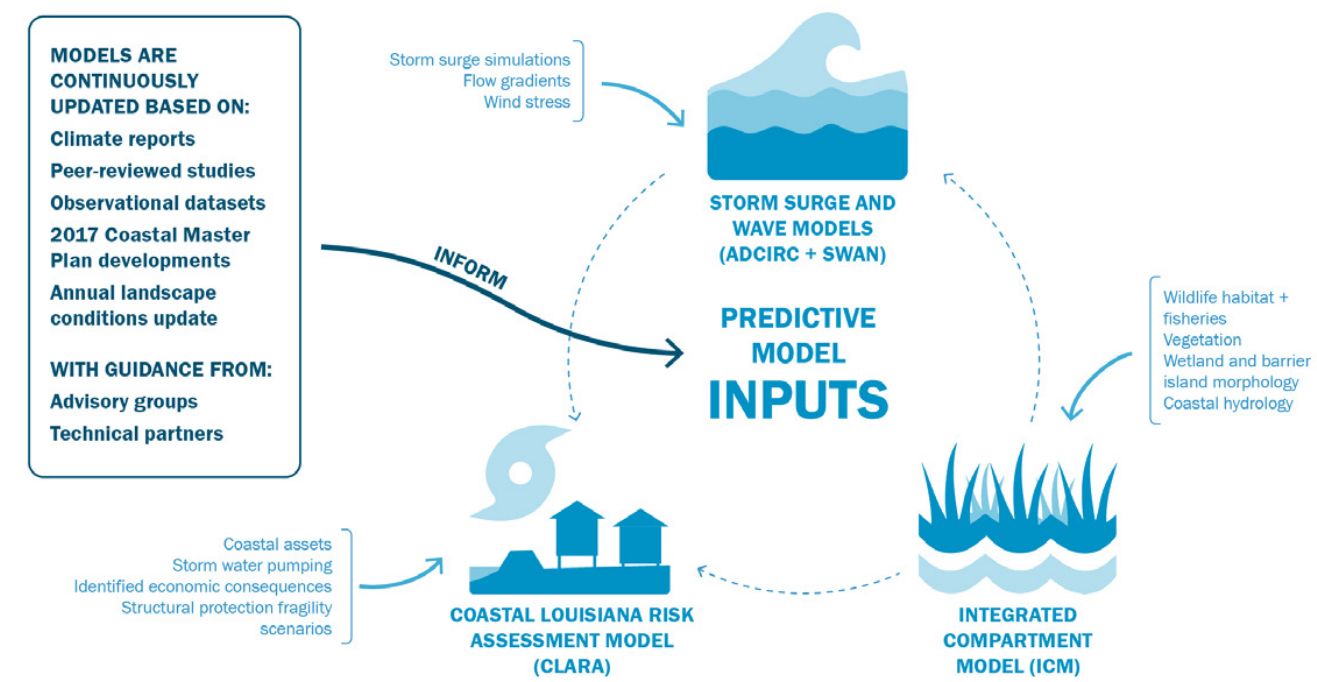 MODELS ARE
CONTINUOUSLY
UPDATED BASED ON:
Climate reports
Peer-reviewed studies
Observational datasets
2017 Coastal Master
Plan developments
Annual landscape
conditions update
WITH GUIDANCE FROM:
Advisory groups
Technical partners
INFORM
Storm surge simulations
Flow gradients
Wind stress
STORM SURGE AND
WAVE MODELS
(ADCIRC + SWAN)
PREDICTIVE
MODEL
INPUTS
Wildlife habitat +
fisheries
Vegetation
Wetland and barrier
island morphology
Coastal hydrology
Coastal assets
Storm water pumping
Identified economic consequences
Structural protection fragility
scenarios
COASTAL LOUISIANA RISK
ASSESSMENT MODEL
(CLARA)
INTEGRATED
COMPARTMENT
MODEL (ICM)